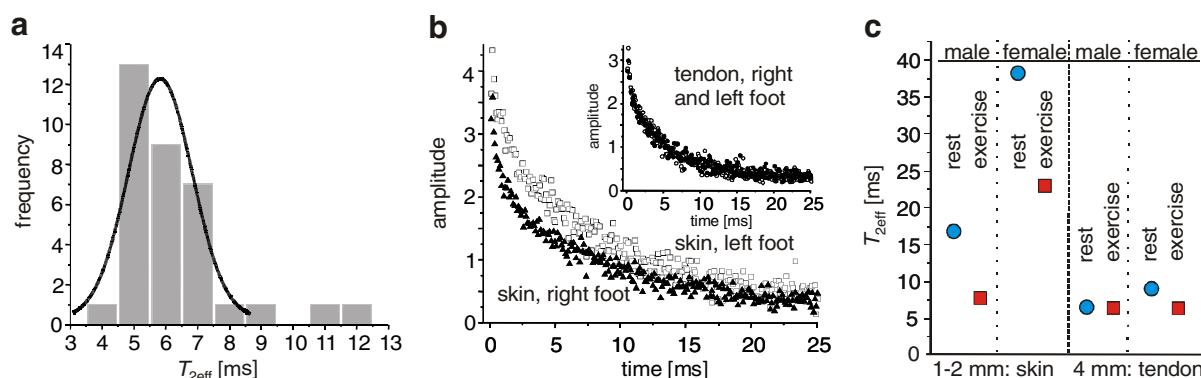 a
14
12
10
8
6
4
2
0
frequency
3 4 5 6 7 8 9 10 11 12 13
T2eff [ms]
b
4
3
2
1
0
amplitude
0 5 10 15 20 25
time [ms]
skin, left foot
skin, right foot
tendon, right
and left foot
3
2
1
0
amplitude
0 5 10 15 20 25
time [ms]
c
male female male female
40
35
30
25
20
15
10
5
0
T2eff [ms]
rest
exercise
rest
exercise
rest
exercise
rest
exercise
1-2 mm: skin 4 mm: tendon